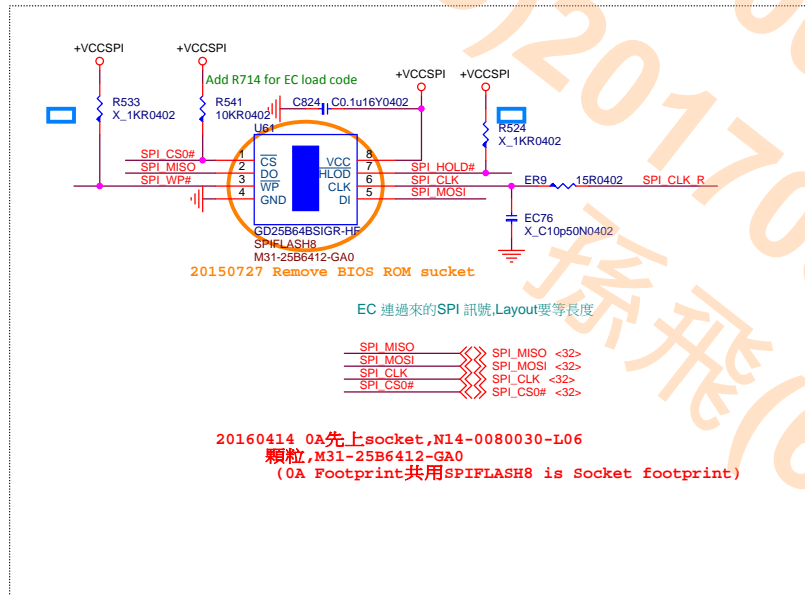 +VCCSPI
+VCCSPI
+VCCSPI
+VCCSPI
Add R714 for EC load code
R533
X_1KR0402
R541
10KR0402
C824
C0.1u16Y0402
R524
X_1KR0402
U61
SPI_CS0#
1
CS
VCC
8
SPI_MISO
2
DO
HLOD
7
SPI_HOLD#
SPI_WP#
3
WP
CLK
6
SPI_CLK
ER9
15R0402
SPI_CLK_R
4
GND
DI
5
SPI_MOSI
EC76
X_C10p50N0402
GD25B64BSIGR-HF
SPIFLASH8
M31-25B6412-GA0
20150727 Remove BIOS ROM sucket
EC 連過來的SPI 訊號,Layout要等長度
SPI_MISO
SPI_MISO <32>
SPI_MOSI
SPI_MOSI <32>
SPI_CLK
SPI_CLK <32>
SPI_CS0#
SPI_CS0# <32>
20160414 0A先上socket,N14-0080030-L06
顆粒,M31-25B6412-GA0
(0A Footprint共用SPIFLASH8 is Socket footprint)
)201700
孫飛(6